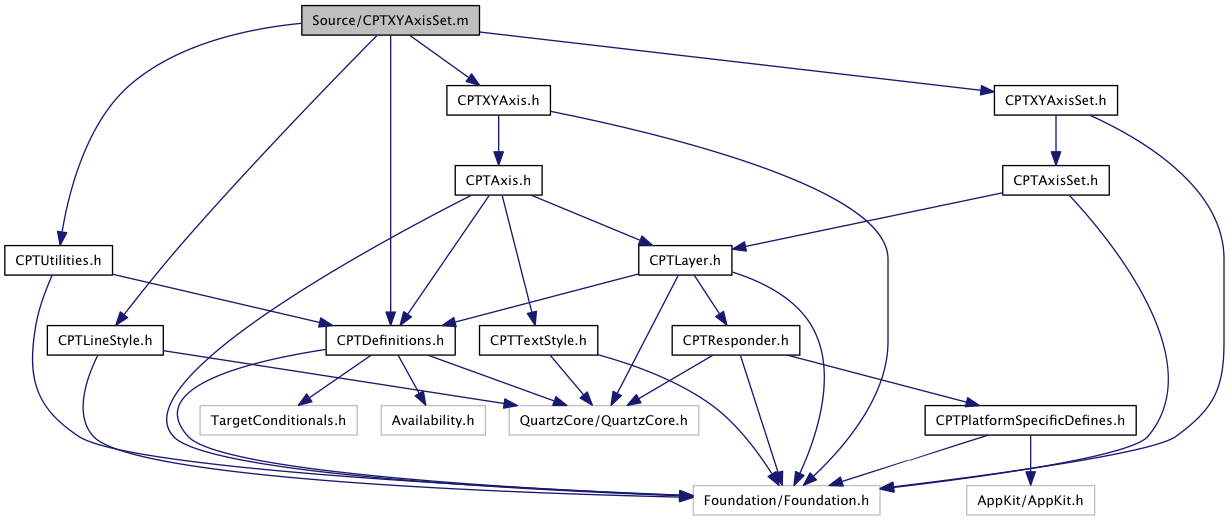 Source/CPTXYAxisSet.m
CPTXYAxis.h
CPTXYAxisSet.h
CPTAxis.h
CPTAxisSet.h
CPTUtilities.h
CPTLayer.h
CPTLineStyle.h
CPTDefinitions.h
CPTTextStyle.h
CPTResponder.h
TargetConditionals.h
Availability.h
QuartzCore/QuartzCore.h
CPTPlatformSpecificDefines.h
Foundation/Foundation.h
AppKit/AppKit.h